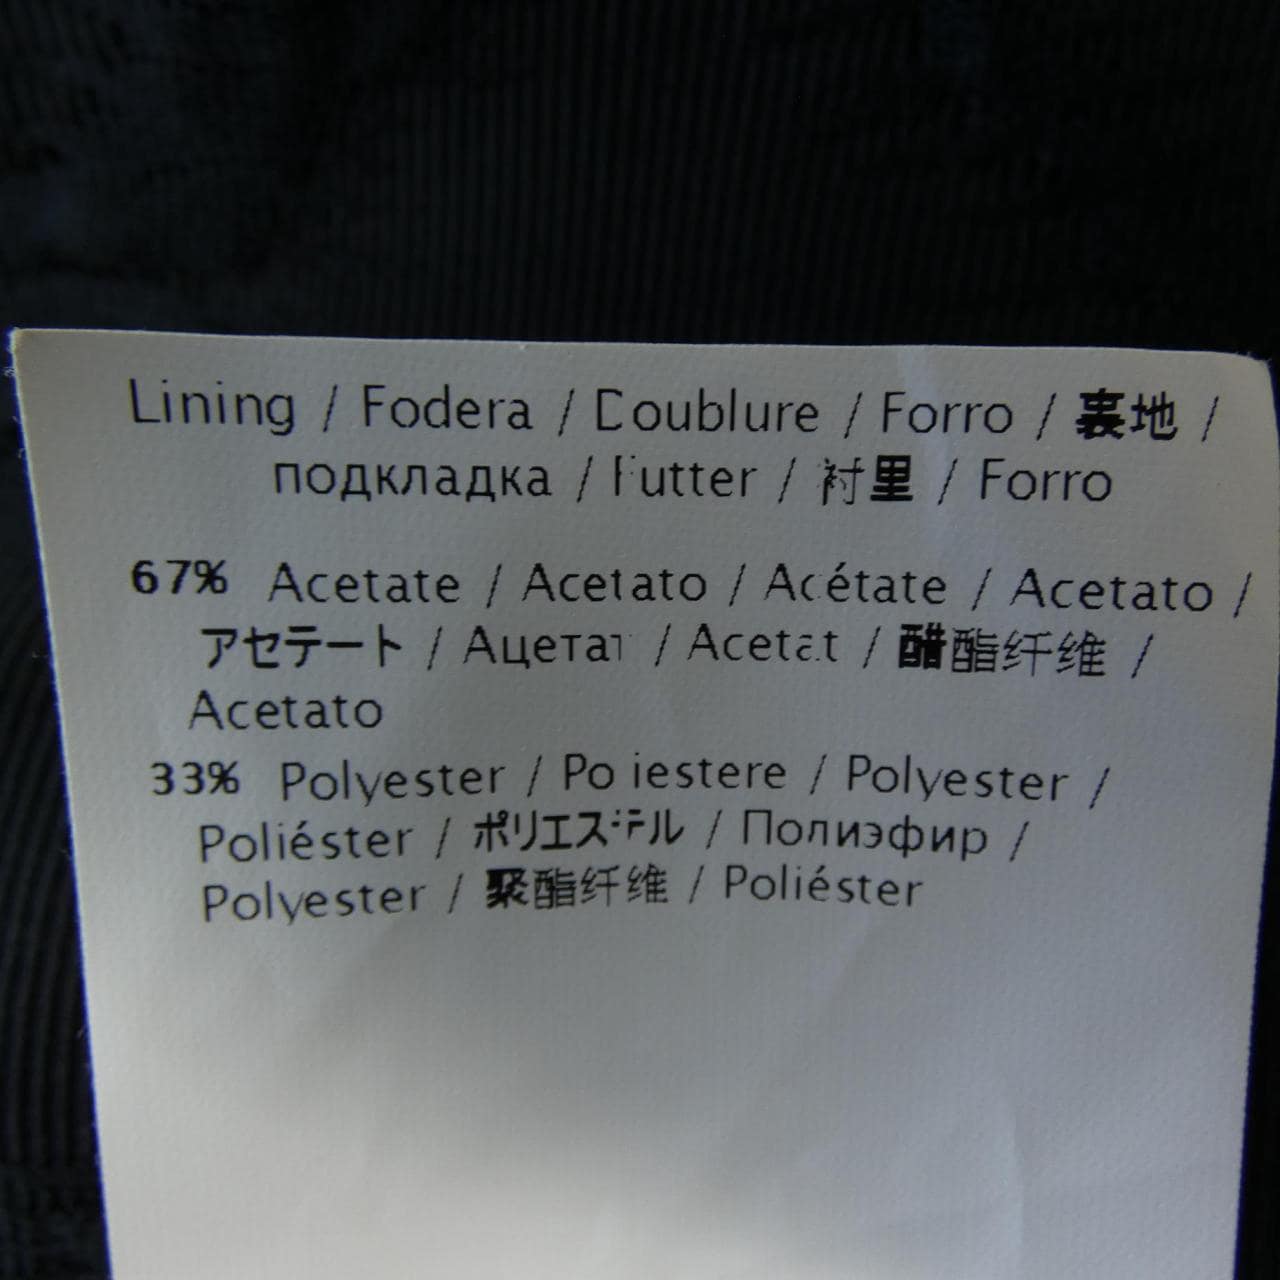 Lining / Fodera / Doublure / Forro / 裏地 /
подкладка / Futter / 衬里 / Forro
67% Acetate / Acetato / Acétate / Acetato /
アセテート / Ацетат / Acetat / 醋酯纤维 /
Acetato
33% Polyester / Poliestere / Polyester /
Poliéster / ポリエステル / Полиэфир /
Polyester / 聚酯纤维 / Poliéster